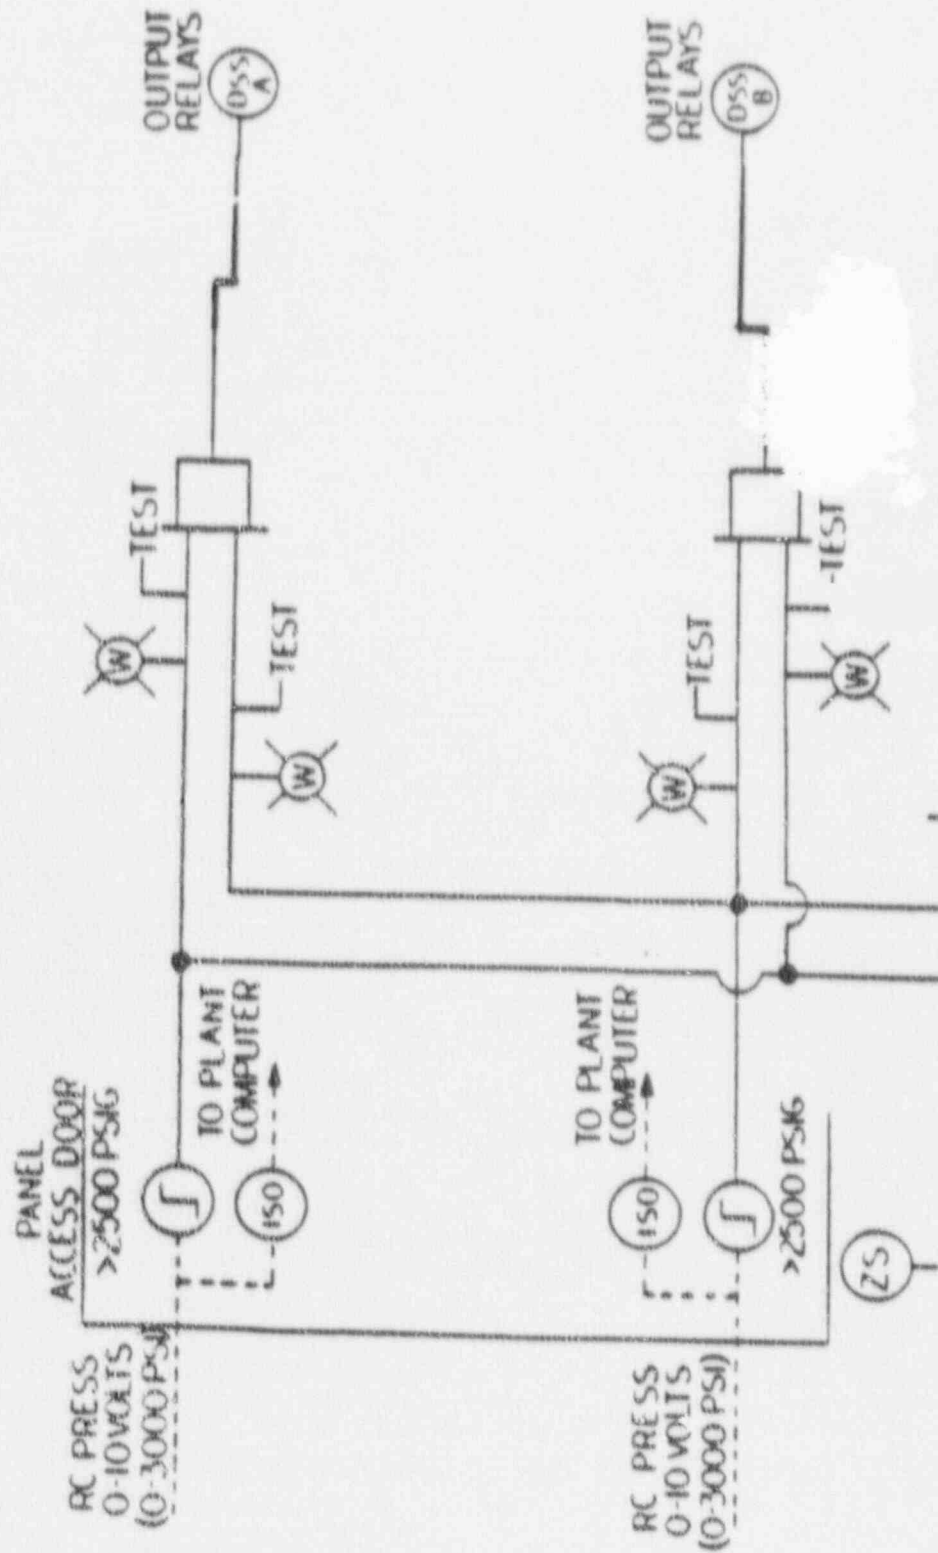 PANEL
ACCESS DOOR
>2500 PSIG
RC PRESS
0-10 VOLTS
(0-3000 PSI)
TO PLANT
COMPUTER
ISO
W
TEST
W
TEST
OUTPUT
RELAYS
DSS
A
RC PRESS
0-10 VOLTS
(0-3000 PSI)
TO PLANT
COMPUTER
ISO
>2500 PSIG
W
TEST
W
TEST
OUTPUT
RELAYS
DSS
B
ZS